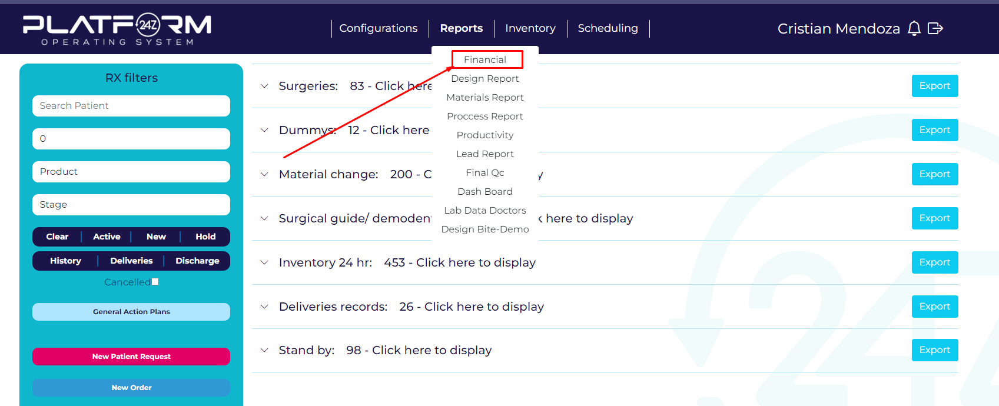 PLATFORM
24Z
OPERATING SYSTEM
Configurations
Reports
Inventory
Scheduling
Cristian Mendoza
Financial
Design Report
Materials Report
Proccess Report
Productivity
Lead Report
Final Qc
Dash Board
Lab Data Doctors
Design Bite-Demo
RX filters
Search Patient
0
Product
Stage
Clear Active New Hold
History Deliveries Discharge
Cancelled
General Action Plans
New Patient Request
New Order
Surgeries: 83 - Click here
Export
Dummys: 12 - Click here
Export
Material change: 200 - C y
Export
Surgical guide/ demodent k here to display
Export
Inventory 24 hr: 453 - Click here to display
Export
Deliveries records: 26 - Click here to display
Export
Stand by: 98 - Click here to display
Export
24Z